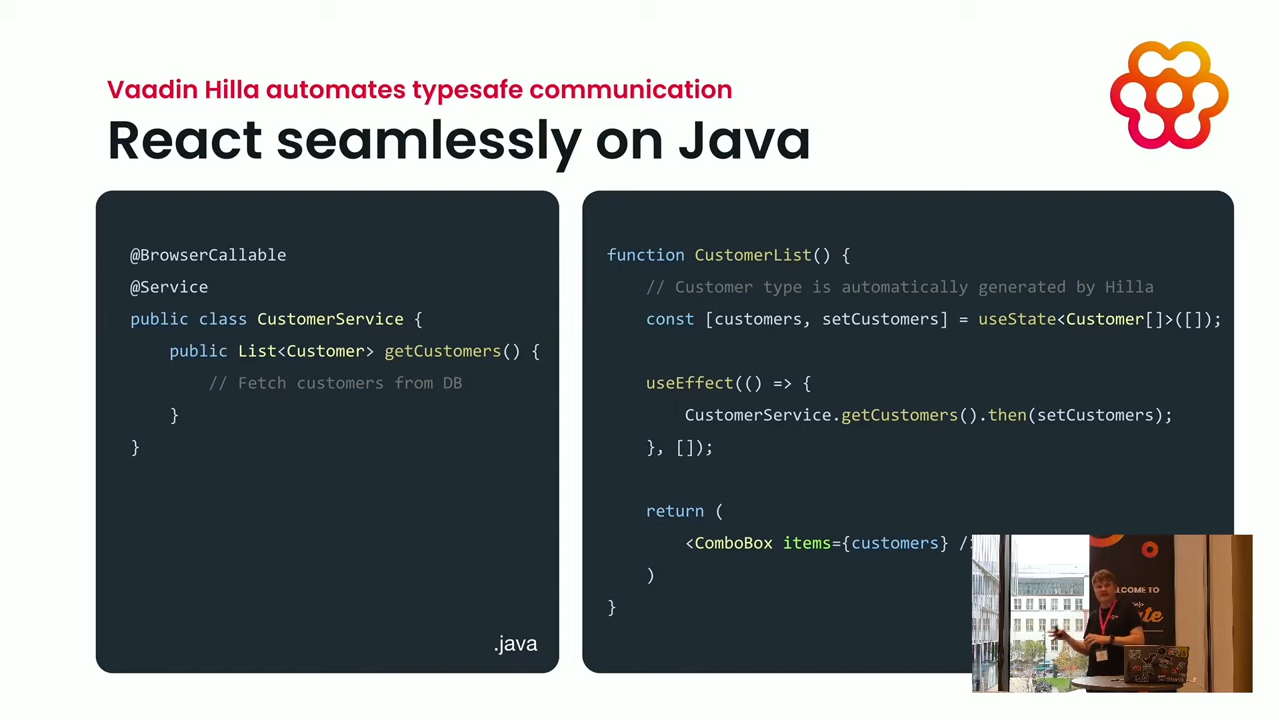 Vaadin Hilla automates typesafe communication
React seamlessly on Java
@BrowserCallable
@Service
public class CustomerService {
public List<Customer> getCustomers() {
// Fetch customers from DB
}
}
.java
function CustomerList() {
// Customer type is automatically generated by Hilla
const [customers, setCustomers] = useState<Customer[]>([]);
useEffect(() => {
CustomerService.getCustomers().then(setCustomers);
}, []);
return (
<ComboBox items={customers} /
)
}